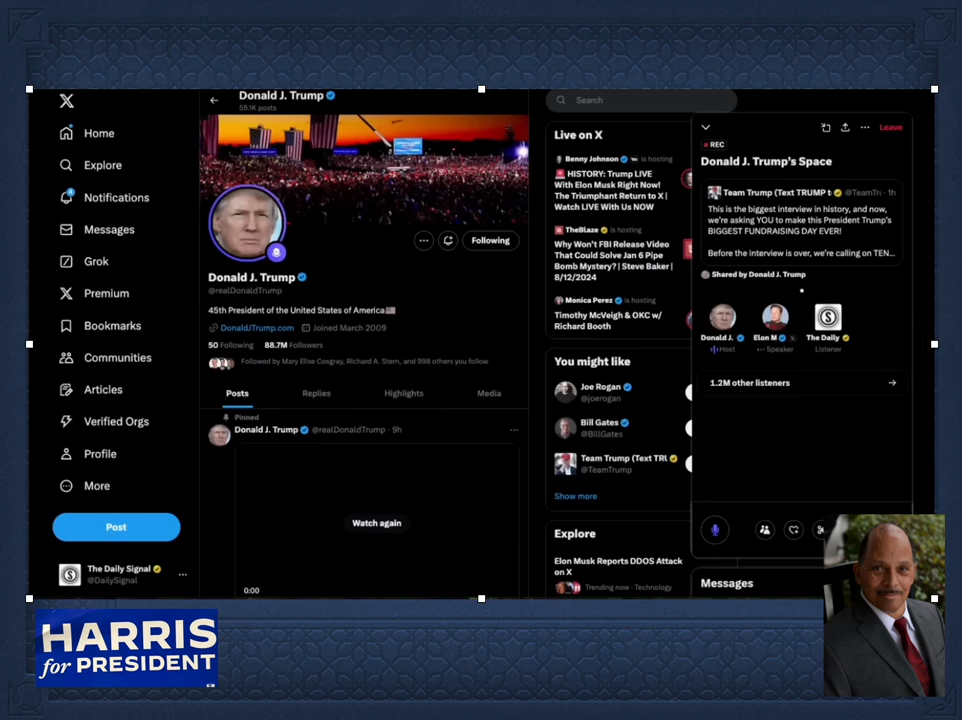 Donald J. Trump
59.1K posts
Home
Explore
4
Notifications
Messages
Grok
Premium
Bookmarks
Communities
Articles
Verified Orgs
Profile
More
Post
The Daily Signal
@DailySignal
Following
Donald J. Trump
@realDonaldTrump
45th President of the United States of America
DonaldJTrump.com Joined March 2009
50 Following 88.7M Followers
Followed by Mary Elise Cosgray, Richard A. Stern, and 998 others you follow
Posts Replies Highlights Media
Pinned
Donald J. Trump @realDonaldTrump · 9h
Watch again
0:00
Search
Live on X
Benny Johnson is hosting
HISTORY: Trump LIVE
With Elon Musk Right Now!
The Triumphant Return to X |
Watch LIVE With Us NOW
TheBlaze is hosting
Why Won't FBI Release Video
That Could Solve Jan 6 Pipe
Bomb Mystery? | Steve Baker |
8/12/2024
Monica Perez is hosting
Timothy McVeigh & OKC w/
Richard Booth
You might like
Joe Rogan
@joerogan
Bill Gates
@BillGates
Team Trump (Text TRU
@TeamTrump
Show more
Explore
Elon Musk Reports DDOS Attack
on X
Trending now · Technology
Leave
REC
Donald J. Trump's Space
Team Trump (Text TRUMP t @TeamTn · 1h
This is the biggest interview in history, and now,
we're asking YOU to make this President Trump's
BIGGEST FUNDRAISING DAY EVER!
Before the interview is over, we're calling on TEN...
Shared by Donald J. Trump
Donald J. Elon M The Daily
Host Speaker Listener
1.2M other listeners
Messages
HARRIS
for PRESIDENT